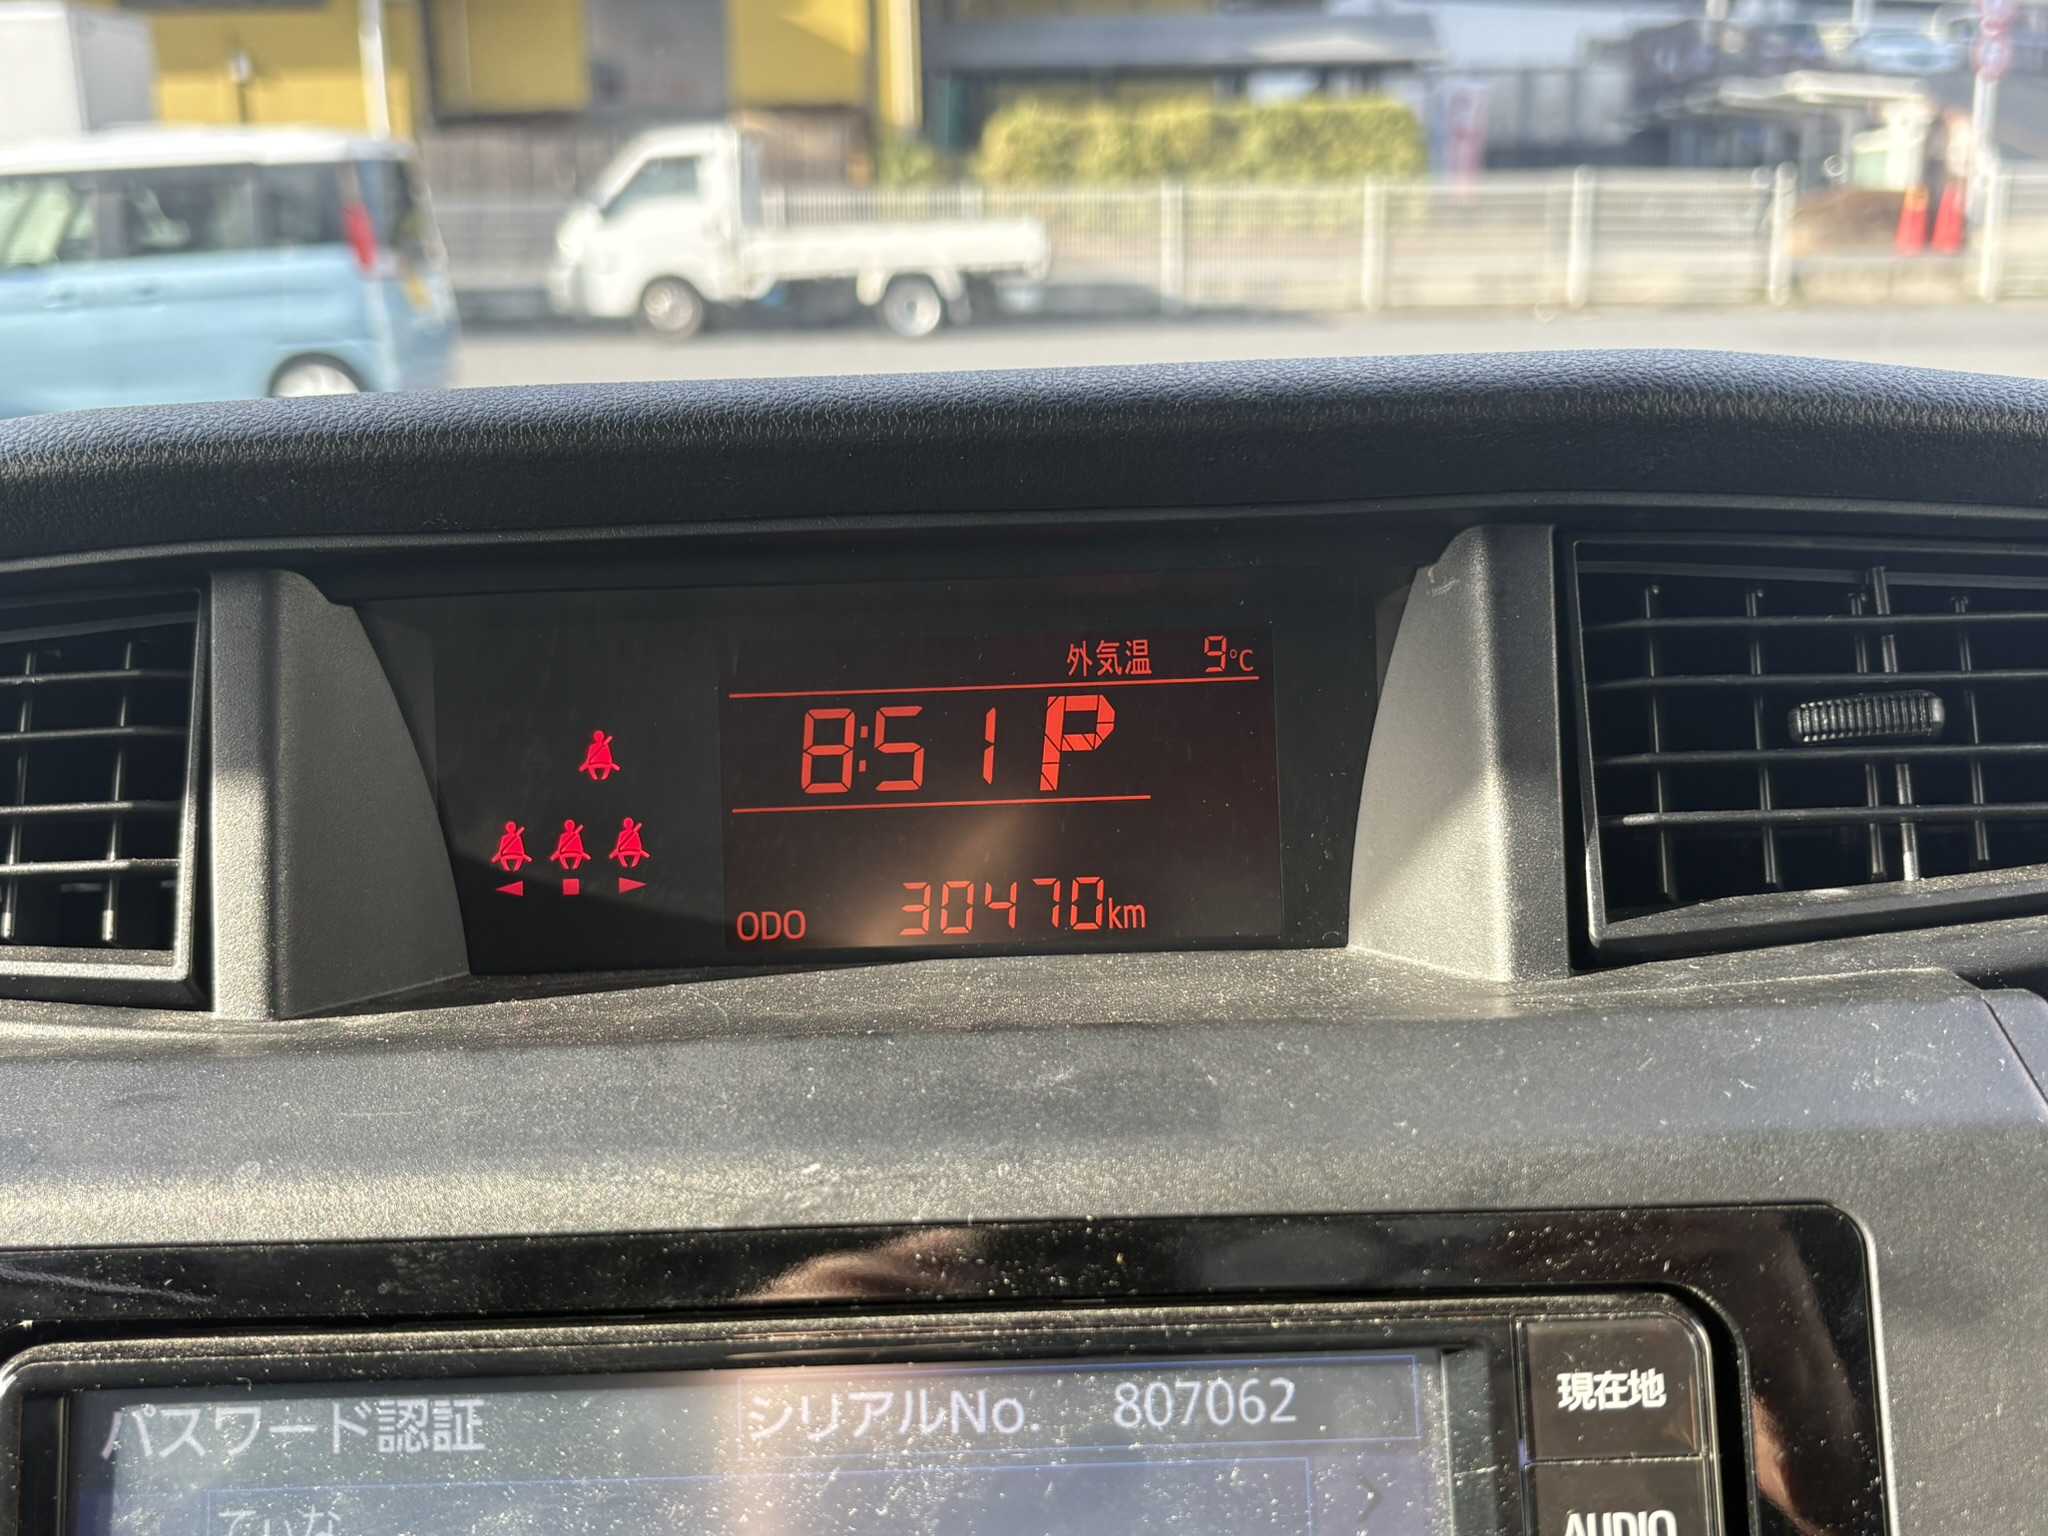 外気温 9℃
8:51 P
ODO 30470km
パスワード認証 シリアルNo. 807062
現在地
AUDIO